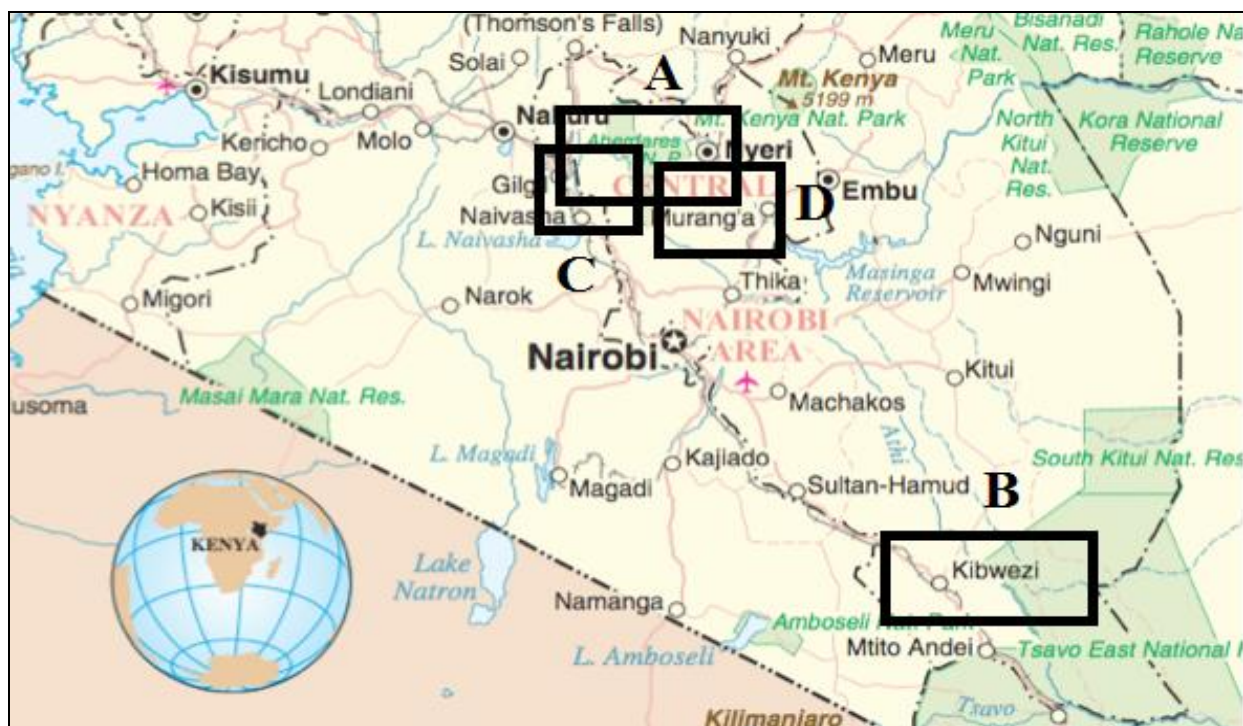 (Thomson's Falls)
Nanyuki
Meru
Meru
Nat.
Park
Bisanadi
Nat. Res.
Rahole Na
Reserve
Solai
A
Mt. Kenya
5199 m
Kisumu
Londiani
Nakuru
Mt. Kenya Nat. Park
North
Kitui
Nat.
Res.
Kora National
Reserve
Kericho
Molo
Aberdares
N.P.
Nyeri
Homa Bay
Gilgil
CENTRAL
D
Embu
NYANZA
Kisii
Naivasha
Murang'a
L. Naivasha
C
Nguni
Masinga
Reservoir
Mwingi
Migori
Narok
Thika
NAIROBI
AREA
Nairobi
Kitui
Masai Mara Nat. Res.
usoma
Machakos
Athi
L. Magadi
Magadi
Kajiado
South Kitui Nat. Res
Sultan-Hamud
B
KENYA
Lake
Natron
Kibwezi
Namanga
Amboseli Nat. Park
L. Amboseli
Mtito Andei
Tsavo East National
Tsavo
Kilimanjaro